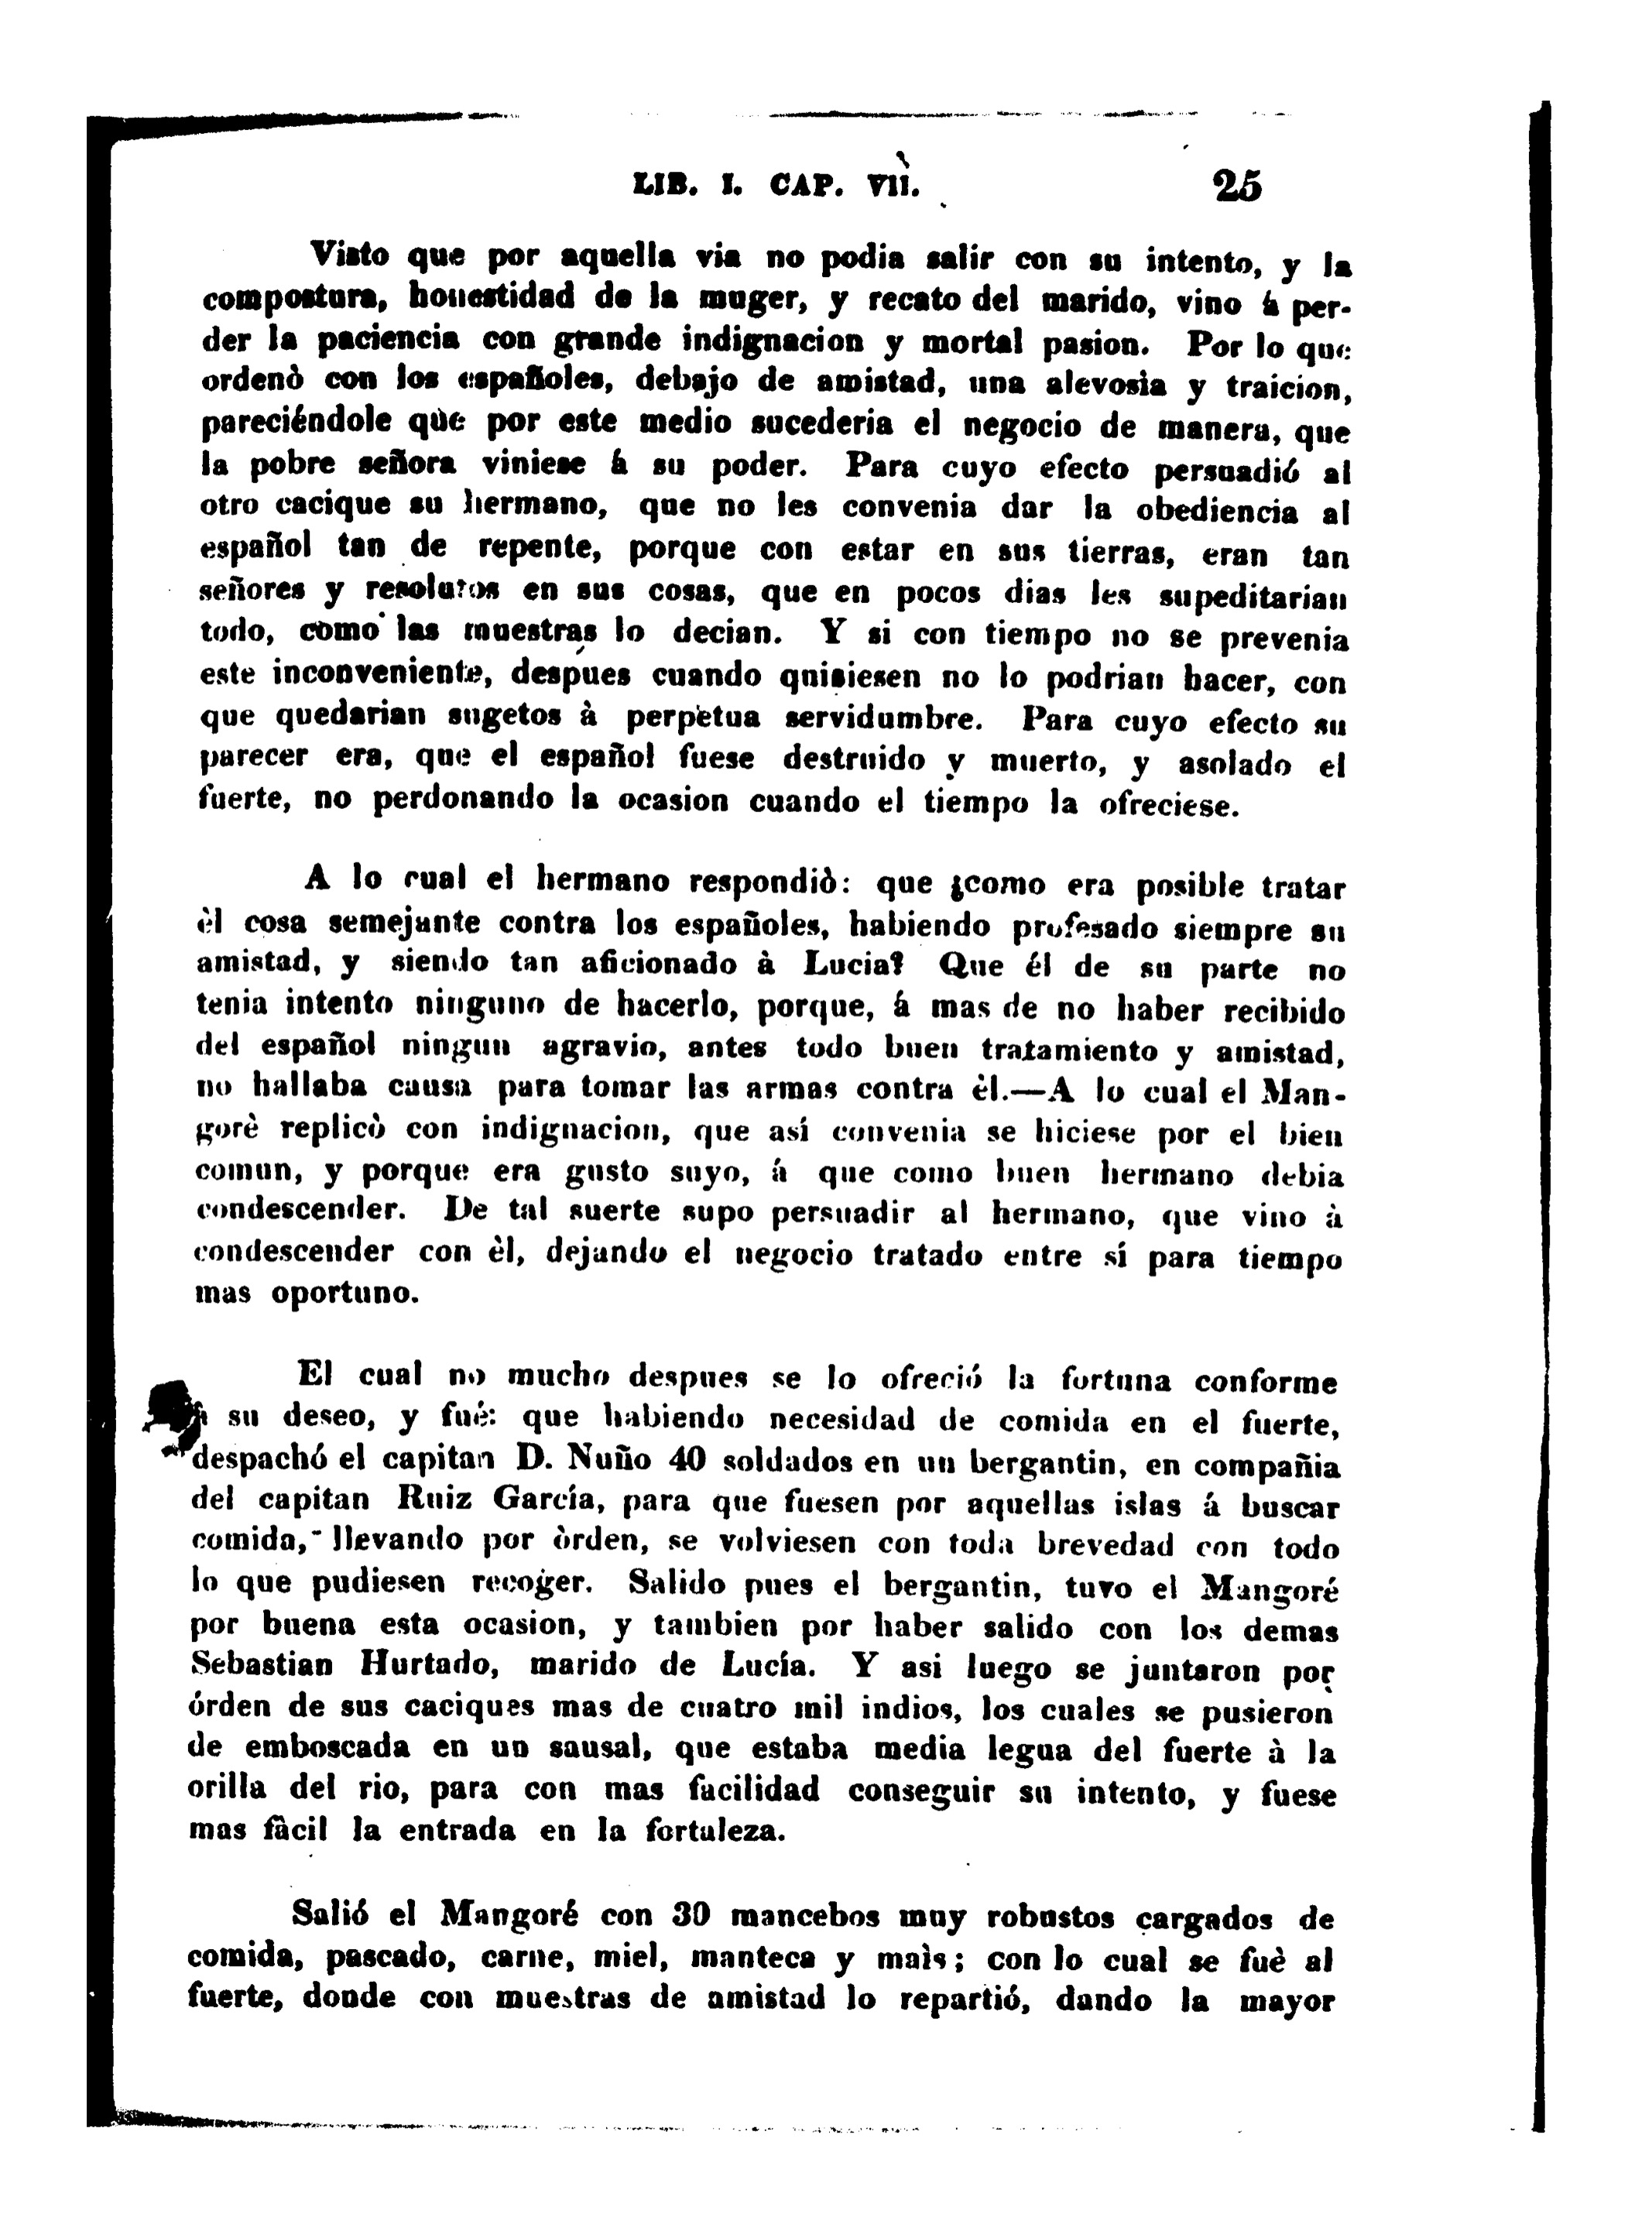 LIB. I. CAP. VII. 25
Visto que por aquella via no podia salir con su intento, y la
compostura, honestidad de la muger, y recato del marido, vino á per-
der la paciencia con grande indignacion y mortal pasion. Por lo que
ordenò con los españoles, debajo de amistad, una alevosia y traicion,
pareciéndole que por este medio sucederia el negocio de manera, que
la pobre señora viniese á su poder. Para cuyo efecto persuadió al
otro cacique su hermano, que no les convenia dar la obediencia al
español tan de repente, porque con estar en sus tierras, eran tan
señores y resolutos en sus cosas, que en pocos dias les supeditarian
todo, como las muestras lo decian. Y si con tiempo no se prevenia
este inconveniente, despues cuando quisiesen no lo podrian hacer, con
que quedarian sugetos à perpetua servidumbre. Para cuyo efecto su
parecer era, que el español fuese destruido y muerto, y asolado el
fuerte, no perdonando la ocasion cuando el tiempo la ofreciese.
A lo cual el hermano respondiò: que ¿como era posible tratar
èl cosa semejante contra los españoles, habiendo profesado siempre su
amistad, y siendo tan aficionado à Lucia? Que él de su parte no
tenia intento ninguno de hacerlo, porque, á mas de no haber recibido
del español ningun agravio, antes todo buen tratamiento y amistad,
no hallaba causa para tomar las armas contra èl.—A lo cual el Man-
gorè replicò con indignacion, que así convenia se hiciese por el bien
comun, y porque era gusto suyo, á que como buen hermano debia
condescender. De tal suerte supo persuadir al hermano, que vino à
condescender con èl, dejando el negocio tratado entre sí para tiempo
mas oportuno.
El cual no mucho despues se lo ofreció la fortuna conforme
á su deseo, y fué: que habiendo necesidad de comida en el fuerte,
despachó el capitan D. Nuño 40 soldados en un bergantin, en compañia
del capitan Ruiz García, para que fuesen por aquellas islas á buscar
comida, llevando por òrden, se volviesen con toda brevedad con todo
lo que pudiesen recoger. Salido pues el bergantin, tuvo el Mangoré
por buena esta ocasion, y tambien por haber salido con los demas
Sebastian Hurtado, marido de Lucía. Y asi luego se juntaron por
órden de sus caciques mas de cuatro mil indios, los cuales se pusieron
de emboscada en un sausal, que estaba media legua del fuerte à la
orilla del rio, para con mas facilidad conseguir su intento, y fuese
mas fàcil la entrada en la fortaleza.
Salió el Mangoré con 30 mancebos muy robustos cargados de
comida, pascado, carne, miel, manteca y maìs; con lo cual se fuè al
fuerte, donde con muestras de amistad lo repartió, dando la mayor